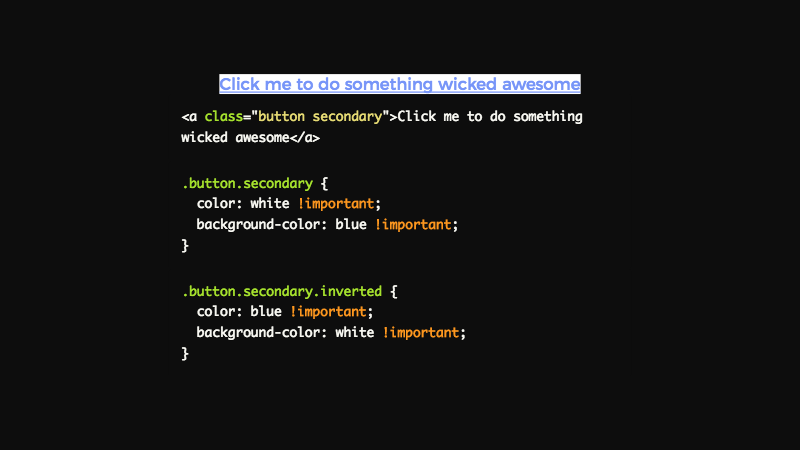 Click me to do something wicked awesome
<a class="button secondary">Click me to do something
wicked awesome</a>
.button.secondary {
color: white !important;
background-color: blue !important;
}
.button.secondary.inverted {
color: blue !important;
background-color: white !important;
}